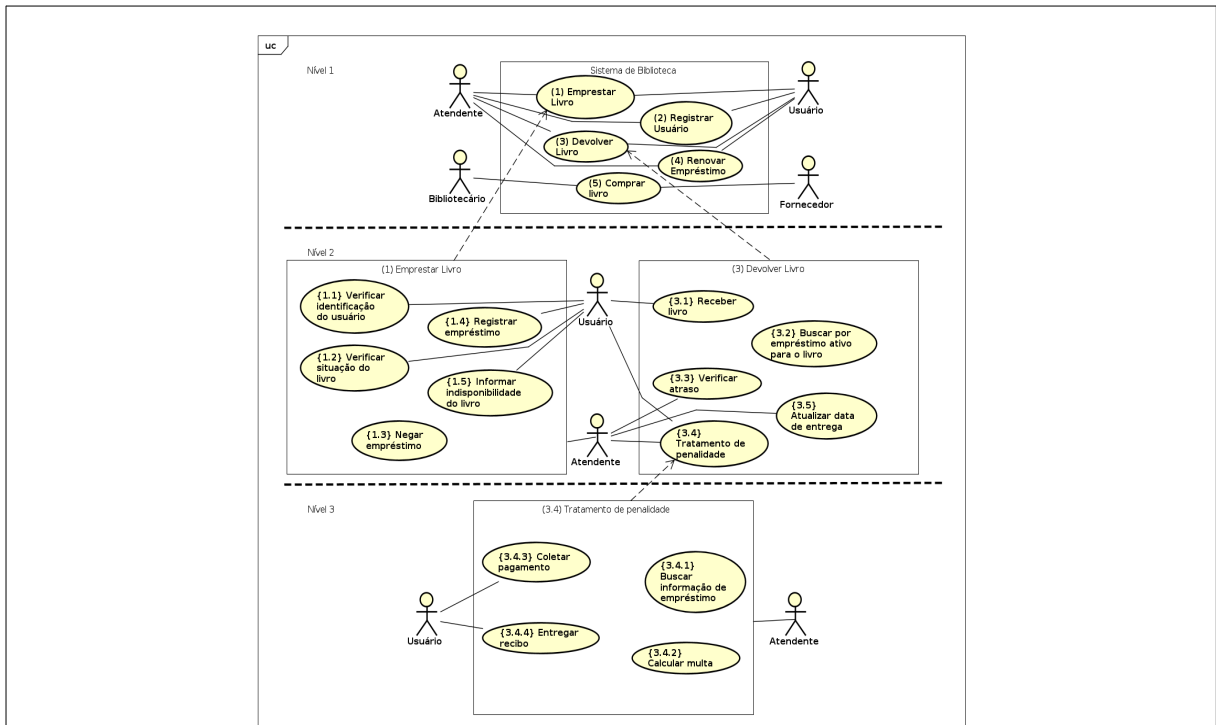 uc
Nível 1
Sistema de Biblioteca
(1) Emprestar
Livro
(2) Registrar
Usuário
(3) Devolver
Livro
(4) Renovar
Empréstimo
(5) Comprar
livro
Atendente
Usuário
Bibliotecário
Fornecedor
Nível 2
(1) Emprestar Livro
{1.1} Verificar
identificação
do usuário
{1.4} Registrar
empréstimo
{1.2} Verificar
situação do
livro
{1.5} Informar
indisponibilidade
do livro
{1.3} Negar
empréstimo
Usuário
Atendente
(3) Devolver Livro
{3.1} Receber
livro
{3.2} Buscar por
empréstimo ativo
para o livro
{3.3} Verificar
atraso
{3.5}
Atualizar data
de entrega
{3.4}
Tratamento de
penalidade
Nível 3
(3.4) Tratamento de penalidade
{3.4.3} Coletar
pagamento
{3.4.1}
Buscar
informação de
empréstimo
{3.4.4} Entregar
recibo
{3.4.2}
Calcular multa
Usuário
Atendente